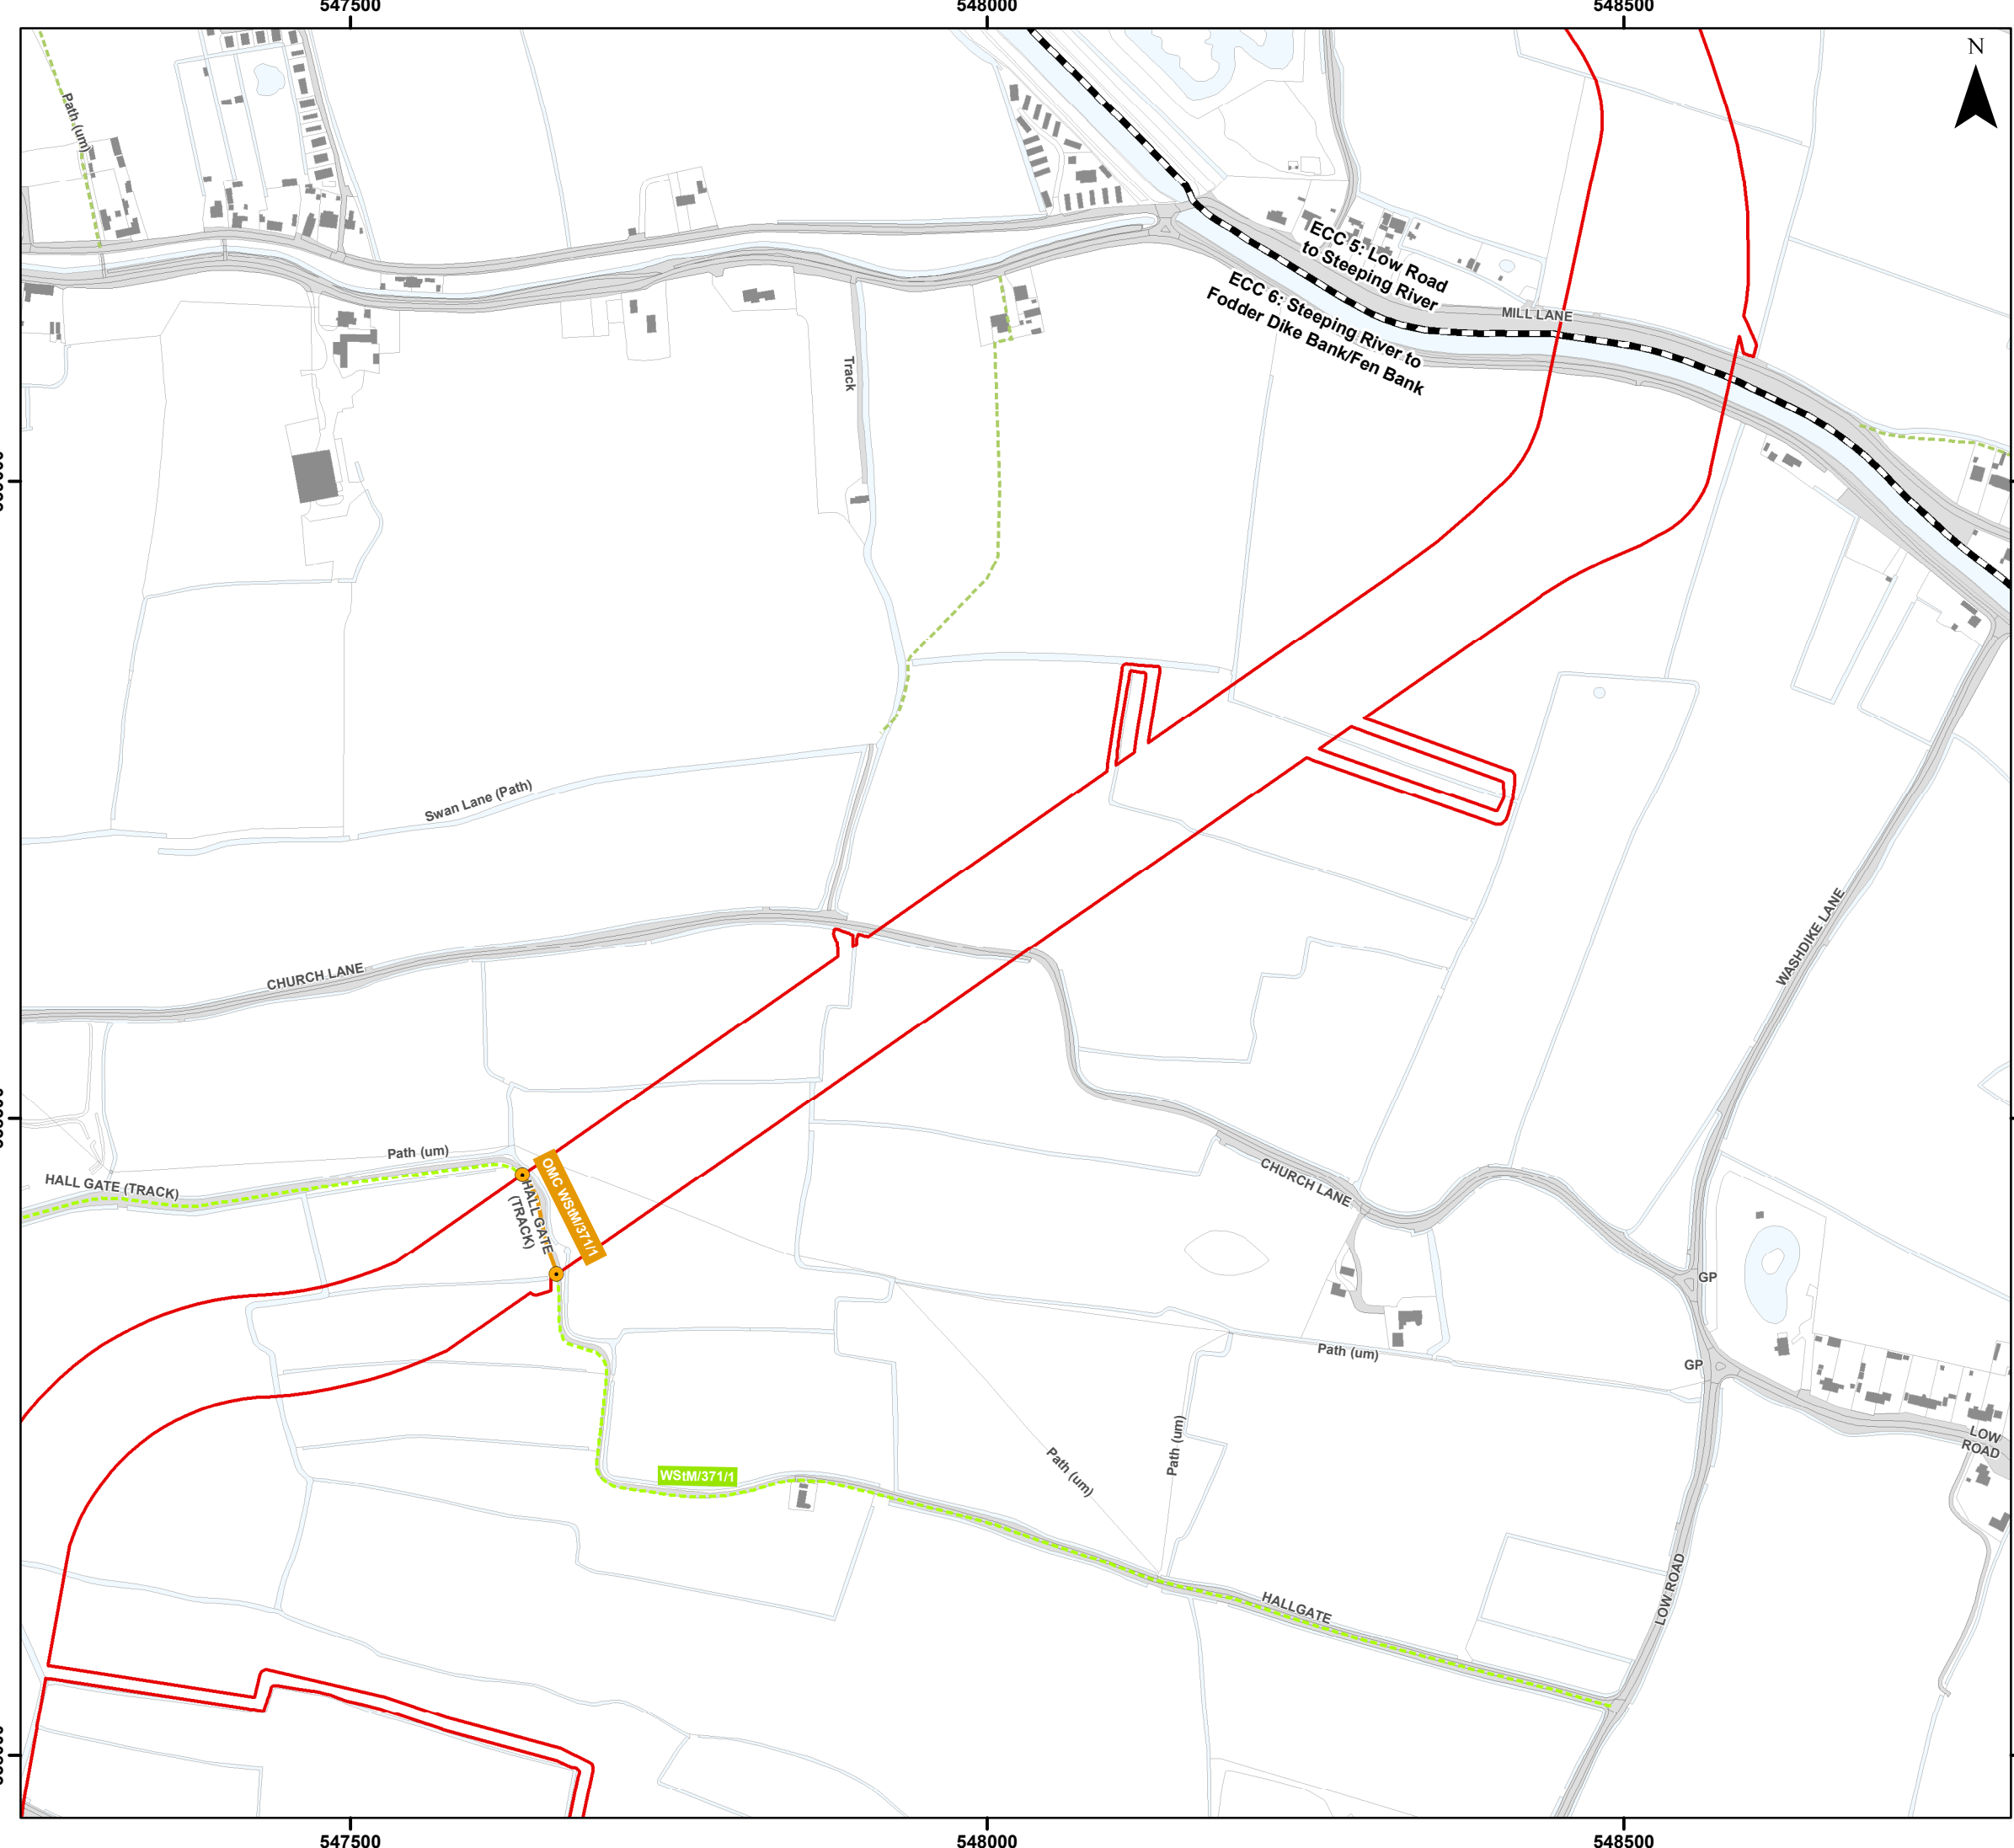 547500
548000
548500
N
Path (um)
ECC 5: Low Road
to Steeping River
ECC 6: Steeping River to
Fodder Dike Bank/Fen Bank
MILL LANE
Track
Swan Lane (Path)
CHURCH LANE
WASHDIKE LANE
Path (um)
HALL GATE (TRACK)
OMC WStM/371/1
HALL GATE
(TRACK)
CHURCH LANE
GP
Path (um)
GP
Path (um)
Path (um)
LOW
ROAD
WStM/371/1
LOW ROAD
HALLGATE
547500
548000
548500